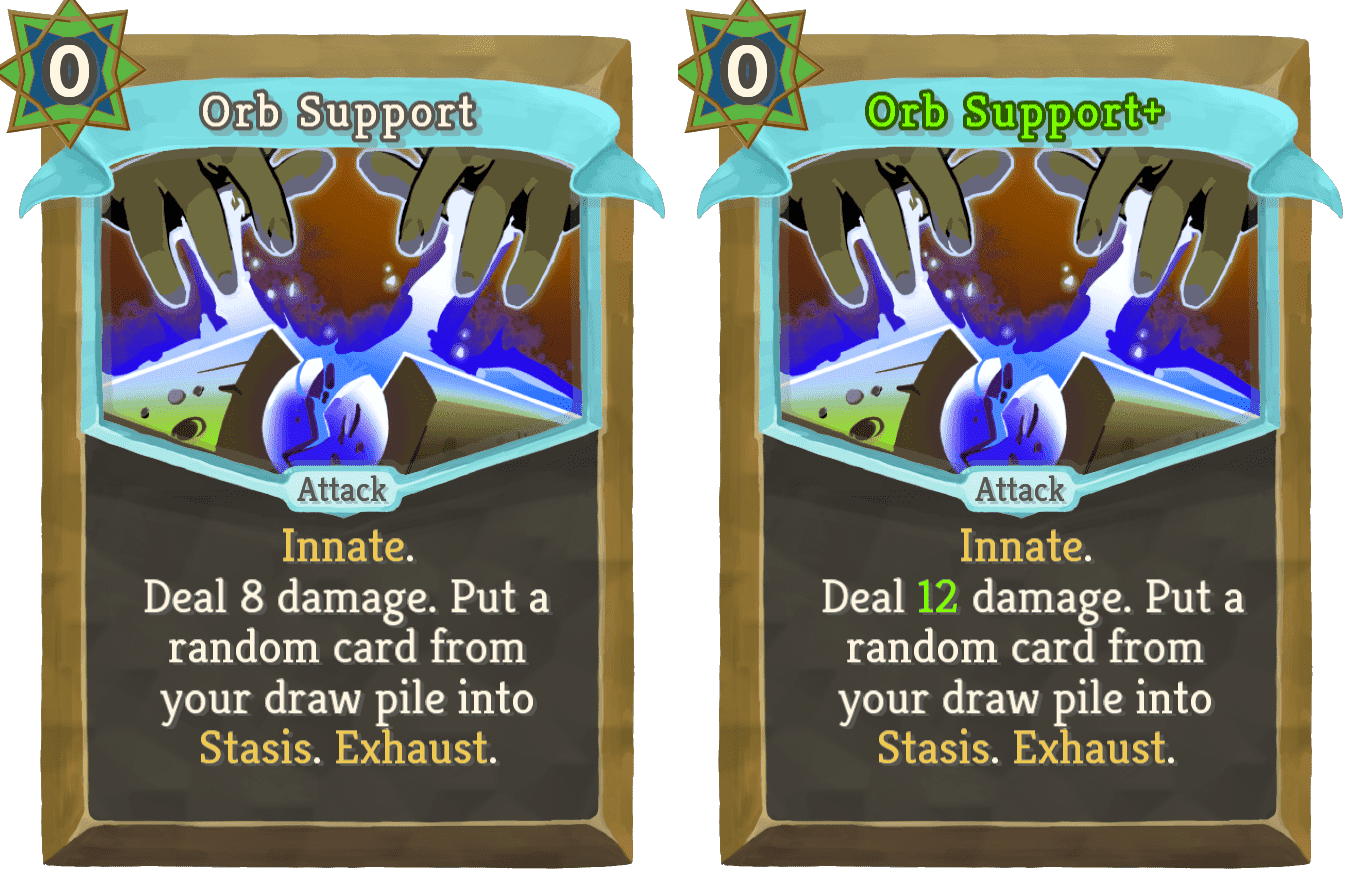 0
Orb Support
Attack
Innate.
Deal 8 damage. Put a
random card from
your draw pile into
Stasis. Exhaust.
0
Orb Support+
Attack
Innate.
Deal 12 damage. Put a
random card from
your draw pile into
Stasis. Exhaust.